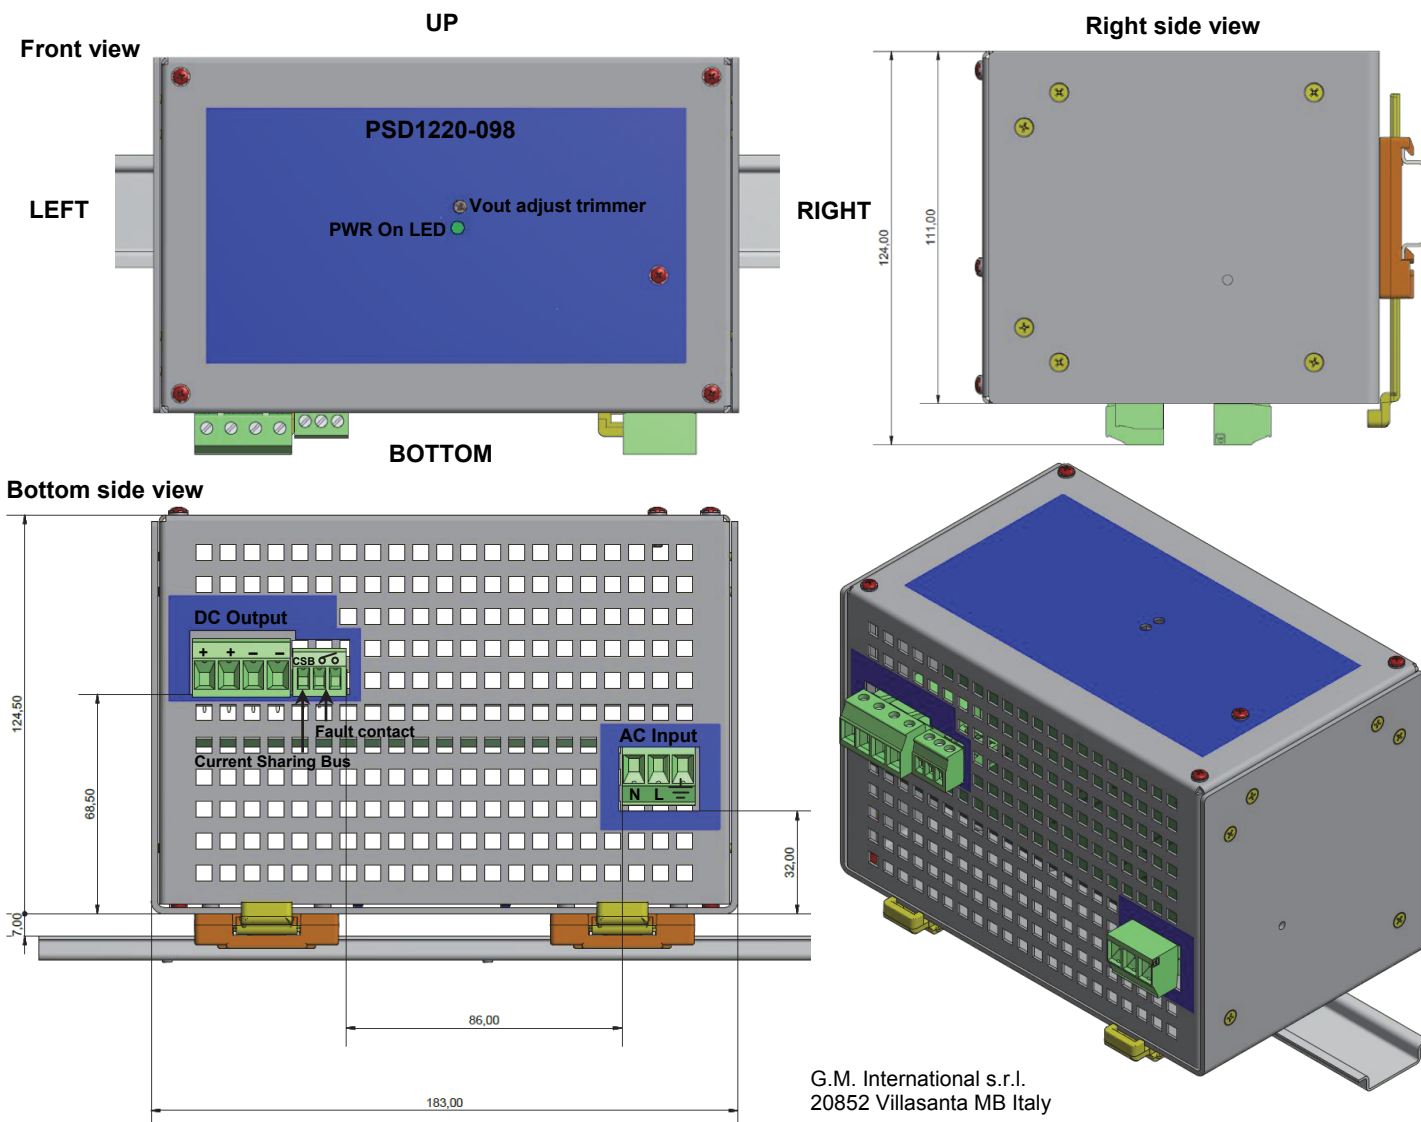 UP
Front view
Right side view
PSD1220-098
Vout adjust trimmer
PWR On LED
LEFT
RIGHT
124,00
111,00
BOTTOM
Bottom side view
DC Output
+ + − −
CSB
Fault contact
Current Sharing Bus
AC Input
N L
124,50
68,50
32,00
7,00
86,00
183,00
G.M. International s.r.l.
20852 Villasanta MB Italy